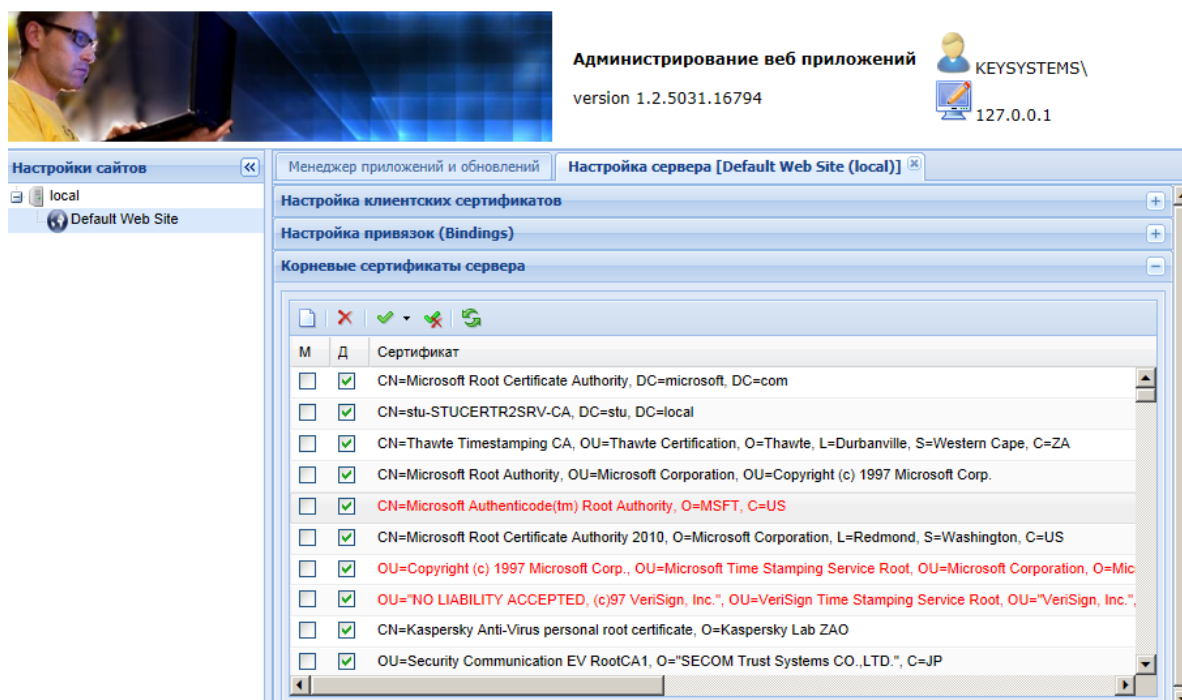 Администрирование веб приложений
KEYSYSTEMS\
version 1.2.5031.16794
127.0.0.1
Настройки сайтов
Менеджер приложений и обновлений
Настройка сервера [Default Web Site (local)]
local
Default Web Site
Настройка клиентских сертификатов
Настройка привязок (Bindings)
Корневые сертификаты сервера
М Д Сертификат
CN=Microsoft Root Certificate Authority, DC=microsoft, DC=com
CN=stu-STUCERTR2SRV-CA, DC=stu, DC=local
CN=Thawte Timestamping CA, OU=Thawte Certification, O=Thawte, L=Durbanville, S=Western Cape, C=ZA
CN=Microsoft Root Authority, OU=Microsoft Corporation, OU=Copyright (c) 1997 Microsoft Corp.
CN=Microsoft Authenticode(tm) Root Authority, O=MSFT, C=US
CN=Microsoft Root Certificate Authority 2010, O=Microsoft Corporation, L=Redmond, S=Washington, C=US
OU=Copyright (c) 1997 Microsoft Corp., OU=Microsoft Time Stamping Service Root, OU=Microsoft Corporation, O=Mic
OU="NO LIABILITY ACCEPTED, (c)97 VeriSign, Inc.", OU=VeriSign Time Stamping Service Root, OU="VeriSign, Inc.",
CN=Kaspersky Anti-Virus personal root certificate, O=Kaspersky Lab ZAO
OU=Security Communication EV RootCA1, O="SECOM Trust Systems CO.,LTD.", C=JP